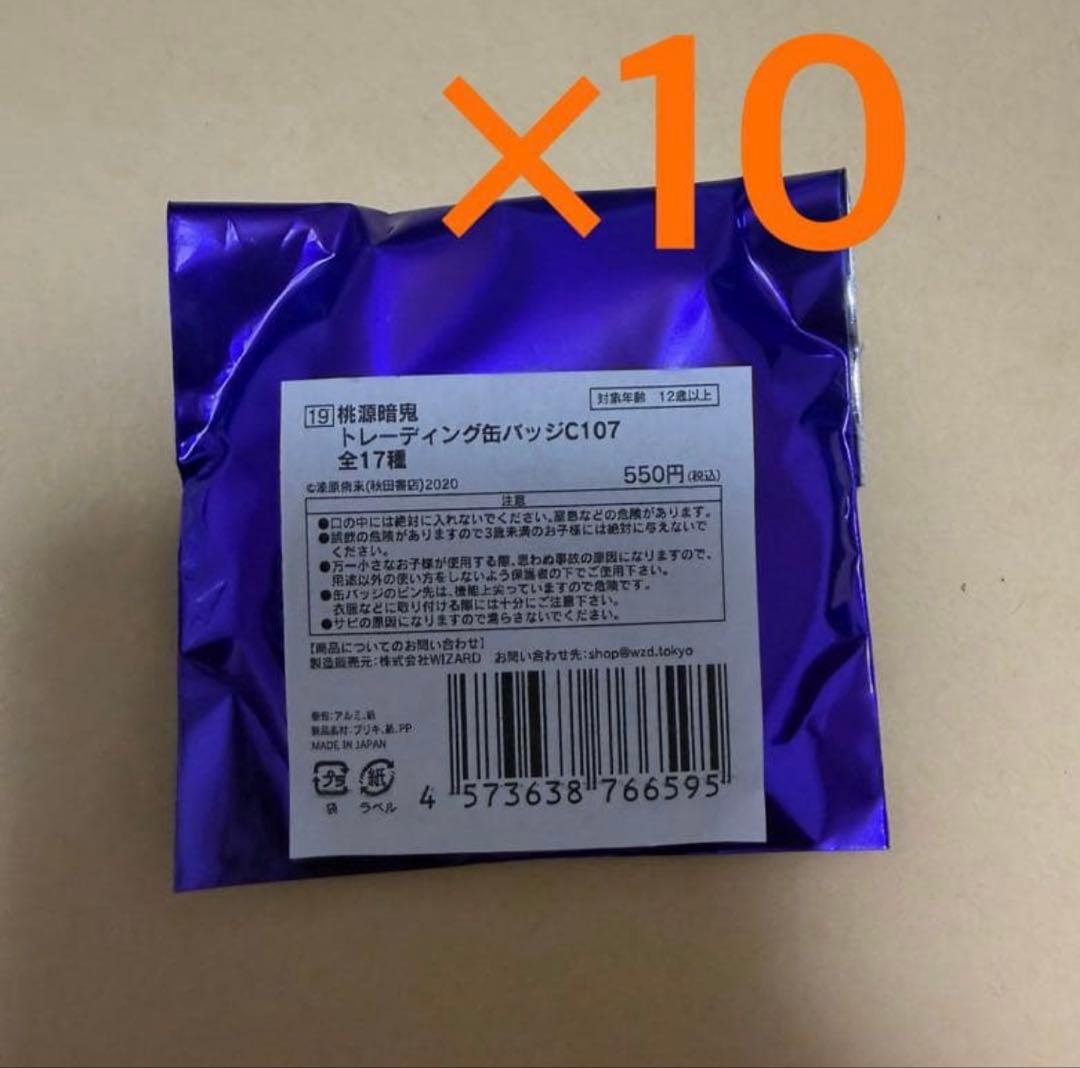 ×10
対象年齢 12歳以上
19 桃源暗鬼
トレーディング缶バッジC107
全17種
550円(税込)
©漆原侑来(秋田書店)2020
注意
●口の中には絶対に入れないでください。窒息などの危険があります。
●誤飲の危険がありますので3歳未満のお子様には絶対に与えないで
ください。
●万一小さなお子様が使用する際、思わぬ事故の原因になりますので、
用途以外の使い方をしないよう保護者の下でご使用下さい。
●缶バッジのピン先は、機能上尖っていますので危険です。
衣服などに取り付ける際には十分にご注意下さい。
●サビの原因になりますので濡らさないでください。
【商品についてのお問い合わせ】
製造販売元:株式会社WIZARD お問い合わせ先:shop@wzd.tokyo
梱包:アルミ、紙
製品素材:ブリキ、紙、PP
MADE IN JAPAN
プラ 紙
袋 ラベル
4 573638 766595